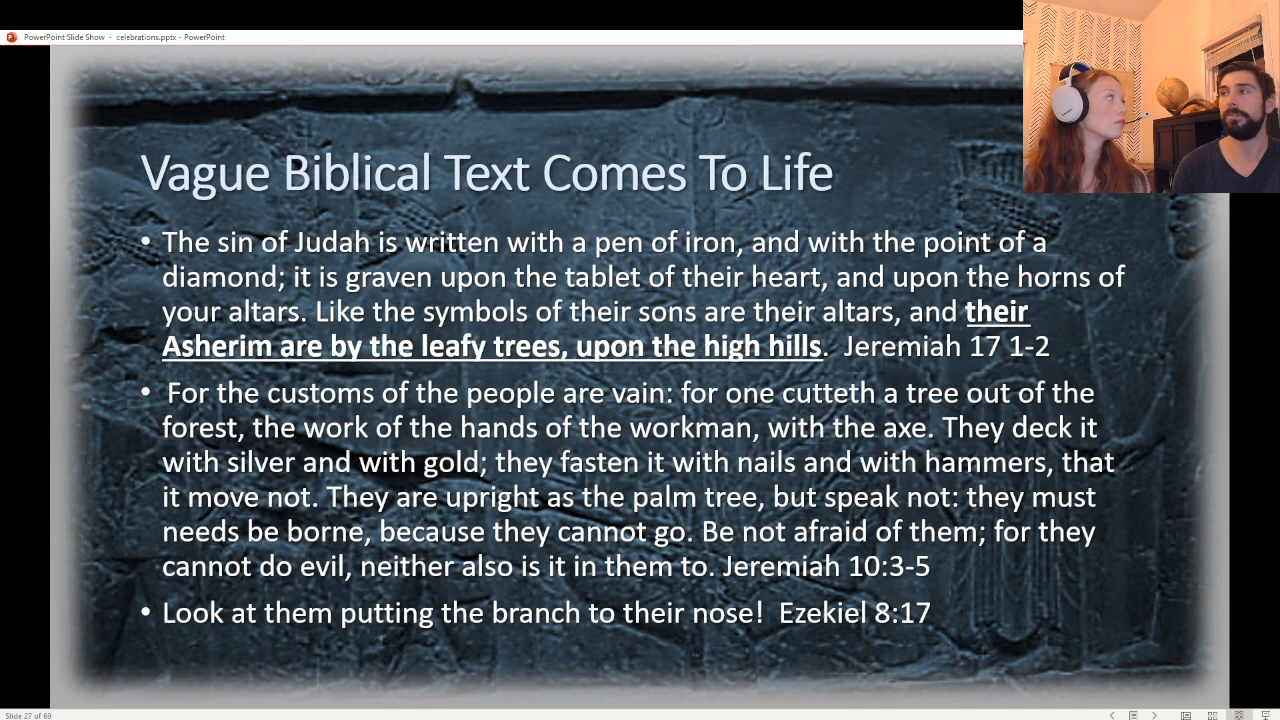 PowerPoint Slide Show - celebrations.pptx - PowerPoint
Vague Biblical Text Comes To Life
• The sin of Judah is written with a pen of iron, and with the point of a
diamond; it is graven upon the tablet of their heart, and upon the horns of
your altars. Like the symbols of their sons are their altars, and their
Asherim are by the leafy trees, upon the high hills. Jeremiah 17 1-2
• For the customs of the people are vain: for one cutteth a tree out of the
forest, the work of the hands of the workman, with the axe. They deck it
with silver and with gold; they fasten it with nails and with hammers, that
it move not. They are upright as the palm tree, but speak not: they must
needs be borne, because they cannot go. Be not afraid of them; for they
cannot do evil, neither also is it in them to. Jeremiah 10:3-5
• Look at them putting the branch to their nose! Ezekiel 8:17
Slide 27 of 69